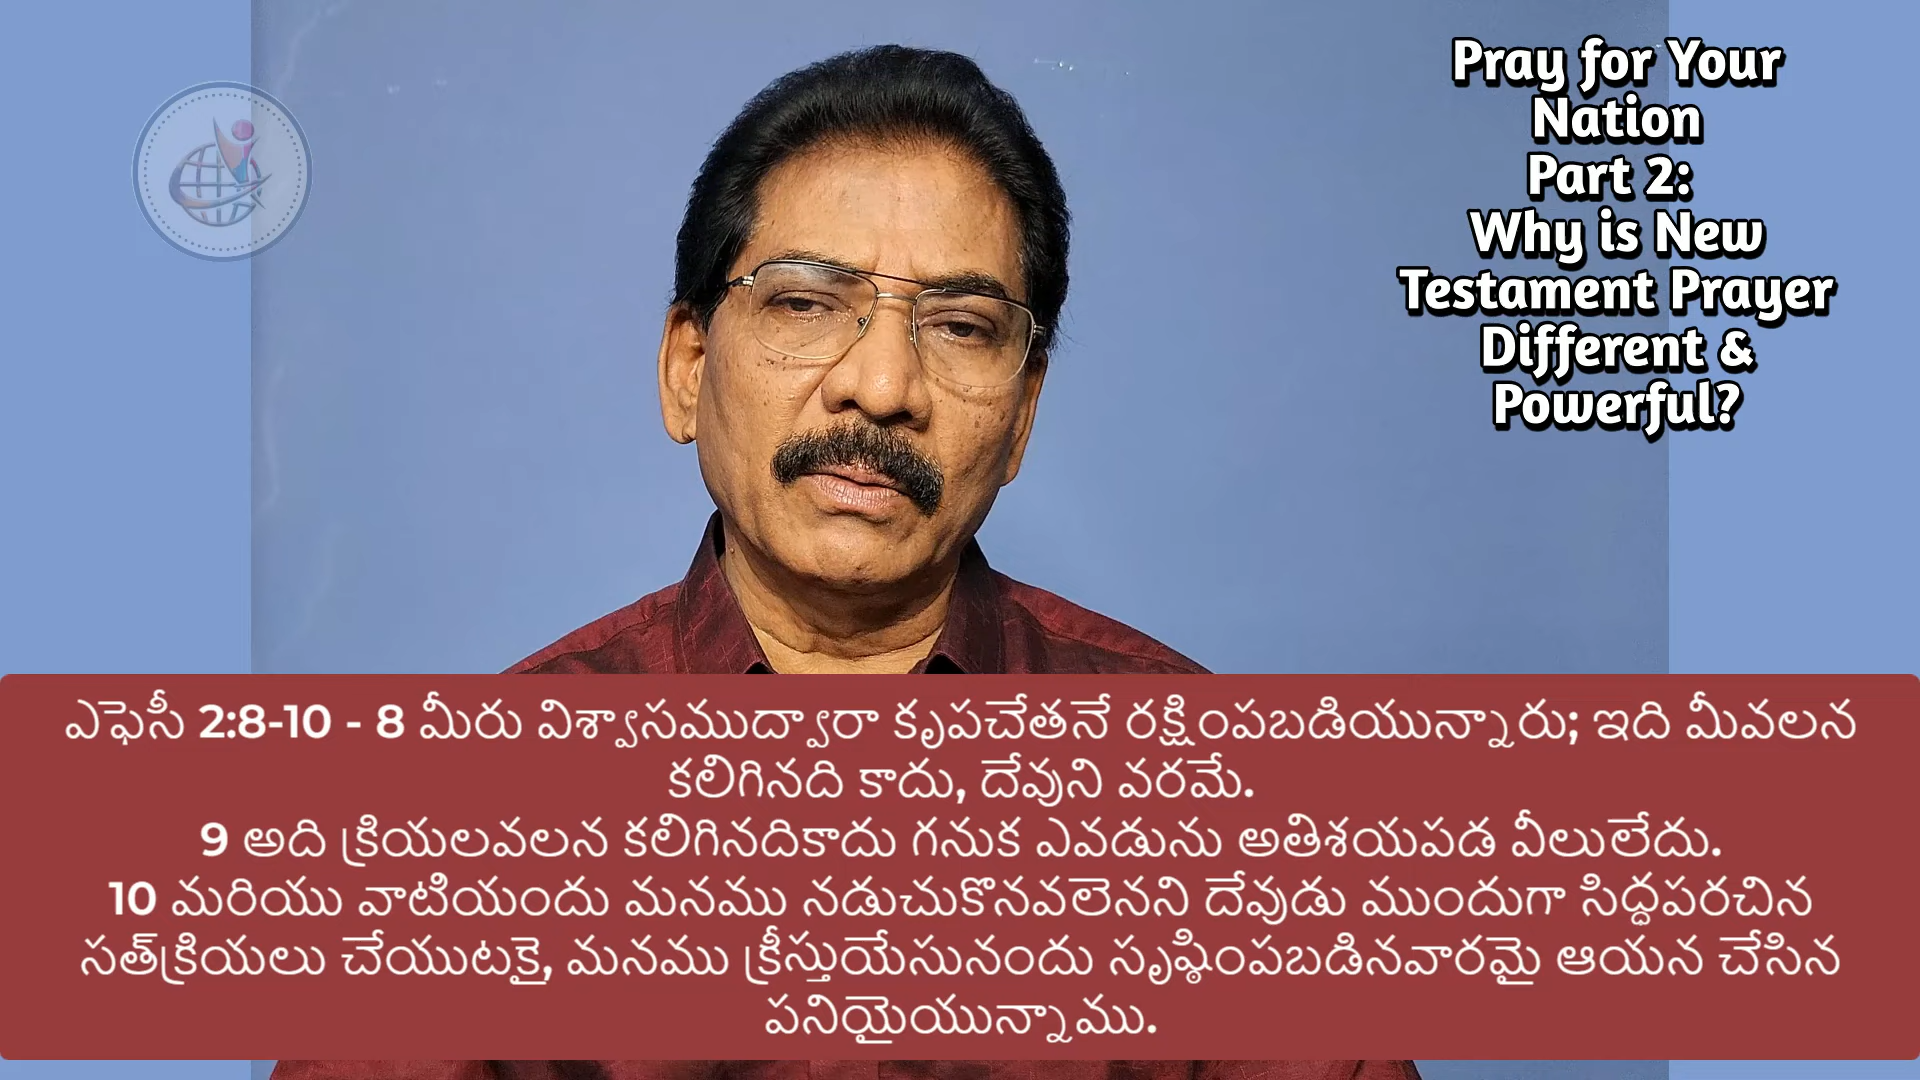 Pray for Your
Nation
Part 2:
Why is New
Testament Prayer
Different &
Powerful?
ఎఫెసీ 2:8-10 - 8 మీరు విశ్వాసముద్వారా కృపచేతనే రక్షింపబడియున్నారు; ఇది మీవలన
కలిగినది కాదు, దేవుని వరమే.
9 అది క్రియలవలన కలిగినదికాదు గనుక ఎవడును అతిశయపడ వీలులేదు.
10 మరియు వాటియందు మనము నడుచుకొనవలెనని దేవుడు ముందుగా సిద్ధపరచిన
సత్‌క్రియలు చేయుటకై, మనము క్రీస్తుయేసునందు సృష్ఠింపబడినవారమై ఆయన చేసిన
పనియైయున్నాము.